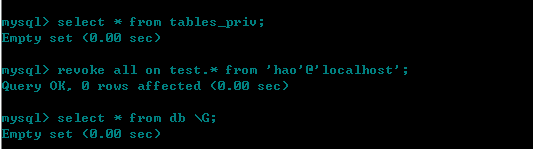 mysql> select * from tables_priv;
Empty set (0.00 sec)
mysql> revoke all on test.* from 'hao'@'localhost';
Query OK, 0 rows affected (0.00 sec)
mysql> select * from db \G;
Empty set (0.00 sec)